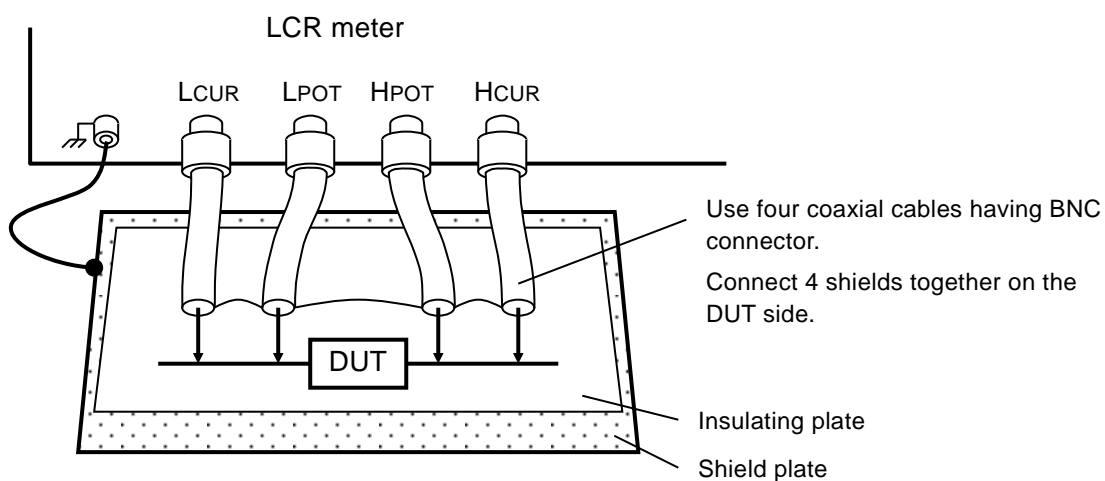 LCR meter
LCUR LPOT HPOT HCUR
Use four coaxial cables having BNC
connector.
Connect 4 shields together on the
DUT side.
DUT
Insulating plate
Shield plate